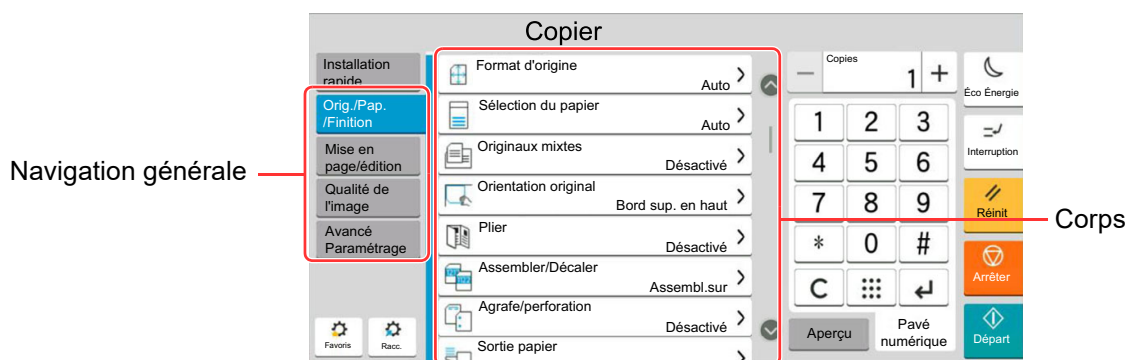 Copier
Navigation générale
Installation
rapide
Orig./Pap.
/Finition
Mise en
page/édition
Qualité de
l'image
Avancé
Paramétrage
Favoris
Racc.
Format d'origine
Auto
Sélection du papier
Auto
Originaux mixtes
Désactivé
Orientation original
Bord sup. en haut
Plier
Désactivé
Assembler/Décaler
Assembl.sur
Agrafe/perforation
Désactivé
Sortie papier
Copies
− 1 +
1 2 3
4 5 6
7 8 9
* 0 #
C
Aperçu
Pavé
numérique
Éco Énergie
Interruption
Réinit
Arrêter
Départ
Corps